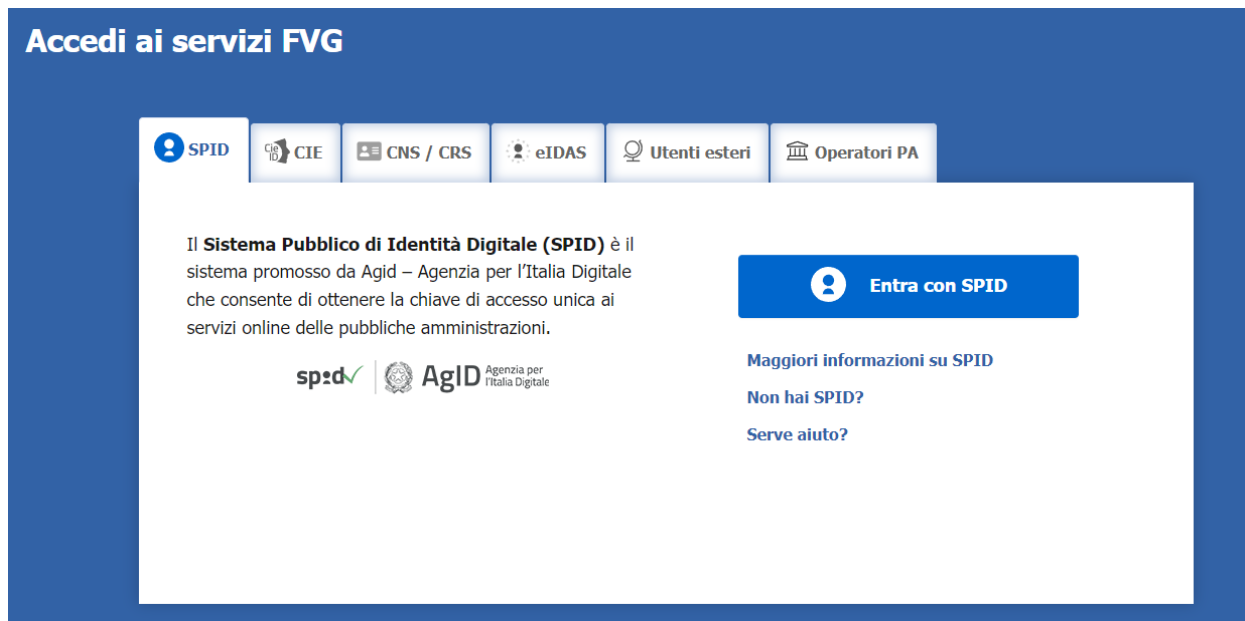 Accedi ai servizi FVG
SPID
CIE
CNS / CRS
eIDAS
Utenti esteri
Operatori PA
Il Sistema Pubblico di Identità Digitale (SPID) è il
sistema promosso da Agid – Agenzia per l'Italia Digitale
che consente di ottenere la chiave di accesso unica ai
servizi online delle pubbliche amministrazioni.
spid
AgID Agenzia per
l'Italia Digitale
Entra con SPID
Maggiori informazioni su SPID
Non hai SPID?
Serve aiuto?